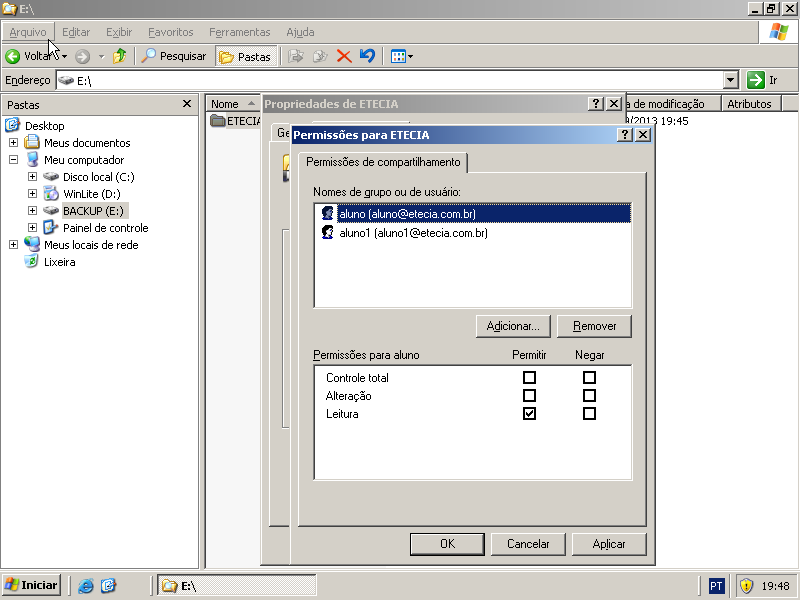 E:\
Arquivo Editar Exibir Favoritos Ferramentas Ajuda
Voltar Pesquisar Pastas
Endereço E:\ Ir
Pastas
Desktop
Meus documentos
Meu computador
Disco local (C:)
WinLite (D:)
BACKUP (E:)
Painel de controle
Meus locais de rede
Lixeira
Nome a de modificação Atributos
ETECIA 19:45
Propriedades de ETECIA
Ge
Permissões para ETECIA
Permissões de compartilhamento
Nomes de grupo ou de usuário:
aluno (aluno@etecia.com.br)
aluno1 (aluno1@etecia.com.br)
Adicionar... Remover
Permissões para aluno Permitir Negar
Controle total
Alteração
Leitura
OK Cancelar Aplicar
Iniciar E:\ PT 19:48